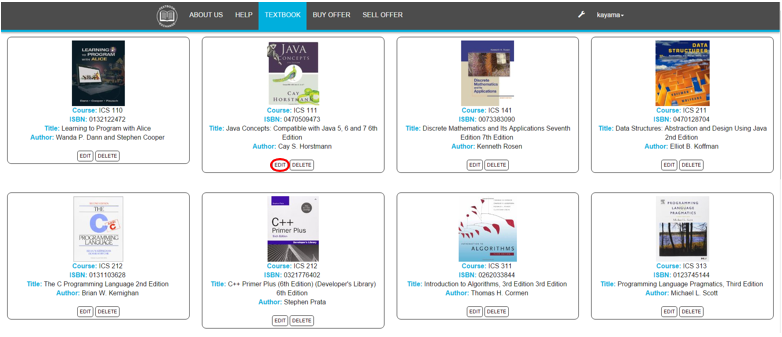 ABOUT US HELP TEXTBOOK BUY OFFER SELL OFFER kayama
LEARNING TO PROGRAM WITH ALICE
Course: ICS 110
ISBN: 0132122472
Title: Learning to Program with Alice
Author: Wanda P. Dann and Stephen Cooper
EDIT DELETE
JAVA
CONCEPTS
CAY
HORSTMANN
Course: ICS 111
ISBN: 0470509473
Title: Java Concepts: Compatible with Java 5, 6 and 7 6th
Edition
Author: Cay S. Horstmann
EDIT DELETE
Discrete
Mathematics
and Its
Applications
Course: ICS 141
ISBN: 0073383090
Title: Discrete Mathematics and Its Applications Seventh
Edition 7th Edition
Author: Kenneth Rosen
EDIT DELETE
DATA
STRUCTURES
Course: ICS 211
ISBN: 0470128704
Title: Data Structures: Abstraction and Design Using Java
2nd Edition
Author: Elliot B. Koffman
EDIT DELETE
THE
C
PROGRAMMING
LANGUAGE
Course: ICS 212
ISBN: 0131103628
Title: The C Programming Language 2nd Edition
Author: Brian W. Kernighan
EDIT DELETE
C++
Primer Plus
Developer's Library
Course: ICS 212
ISBN: 0321776402
Title: C++ Primer Plus (6th Edition) (Developer's Library)
6th Edition
Author: Stephen Prata
EDIT DELETE
ALGORITHMS
Course: ICS 311
ISBN: 0262033844
Title: Introduction to Algorithms, 3rd Edition 3rd Edition
Author: Thomas H. Cormen
EDIT DELETE
PROGRAMMING
LANGUAGE
PRAGMATICS
Course: ICS 313
ISBN: 0123745144
Title: Programming Language Pragmatics, Third Edition
Author: Michael L. Scott
EDIT DELETE